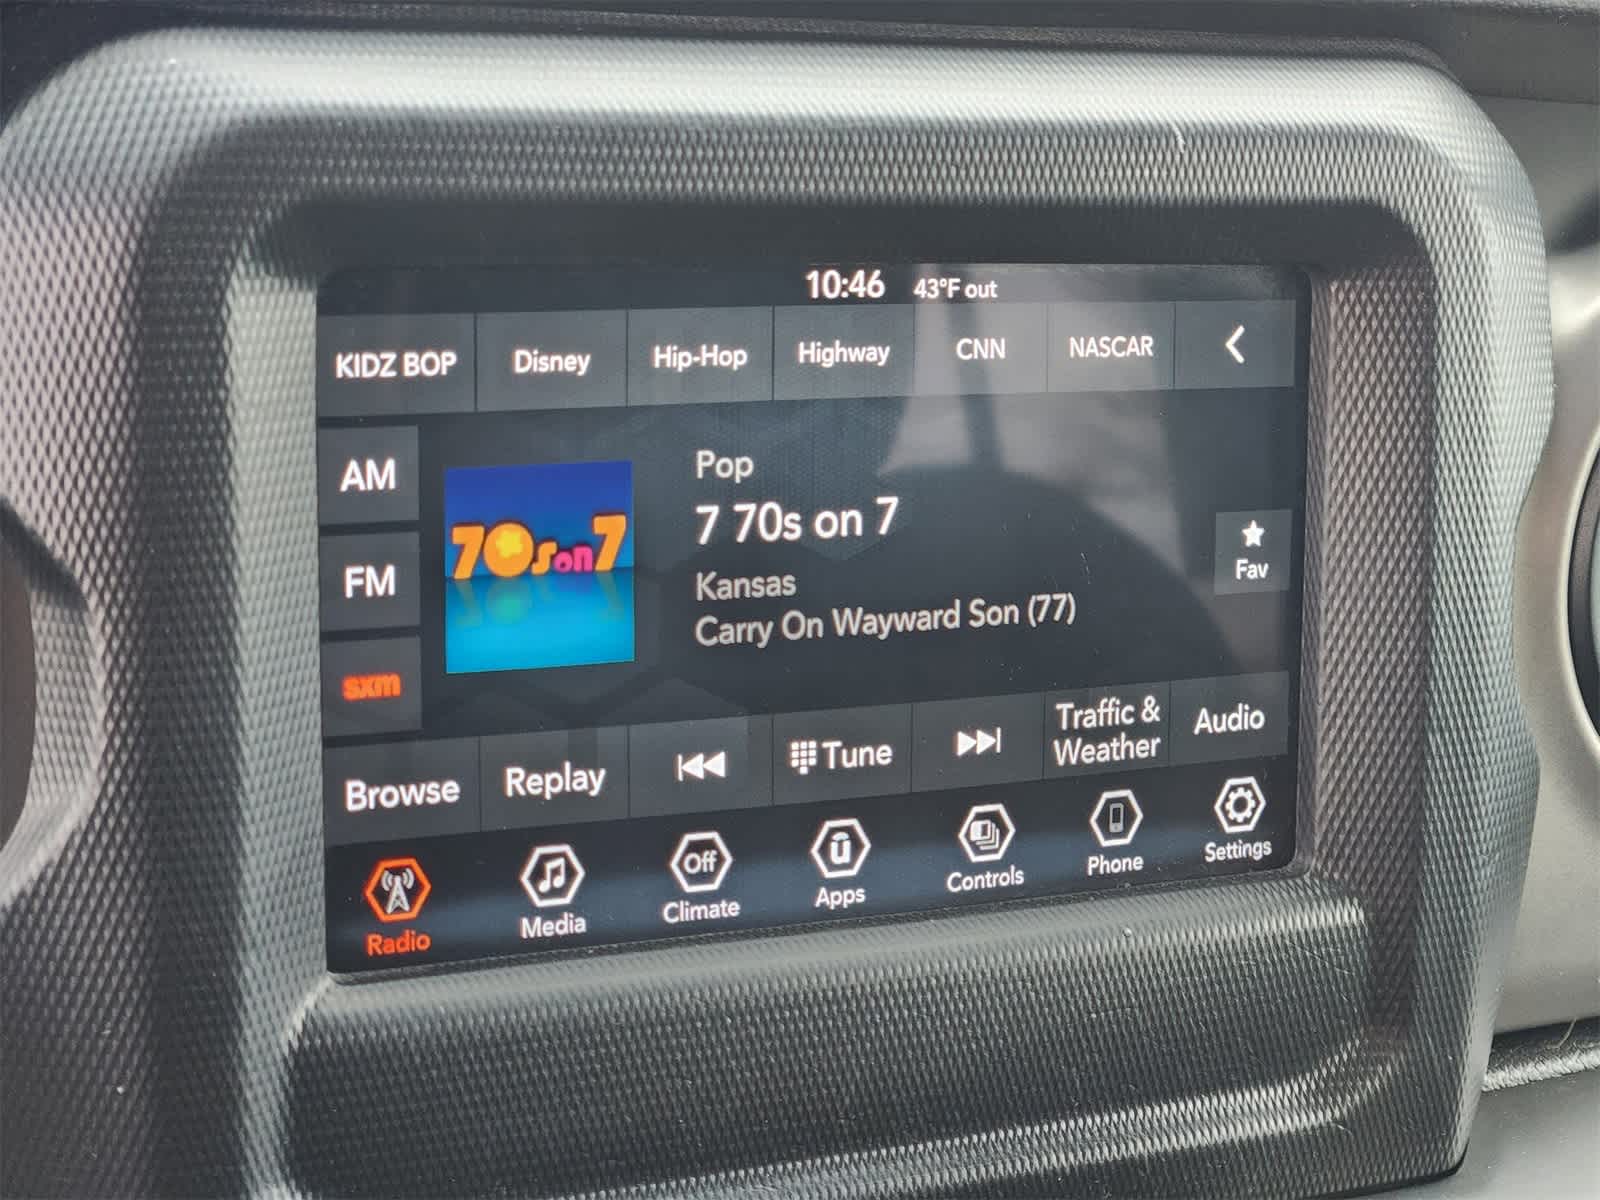 10:46 43°F out
KIDZ BOP Disney Hip-Hop Highway CNN NASCAR
AM
FM
sxm
70s on 7
Pop
7 70s on 7
Kansas
Carry On Wayward Son (77)
Fav
Browse Replay Tune Traffic & Weather Audio
Off
u
Radio Media Climate Apps Controls Phone Settings